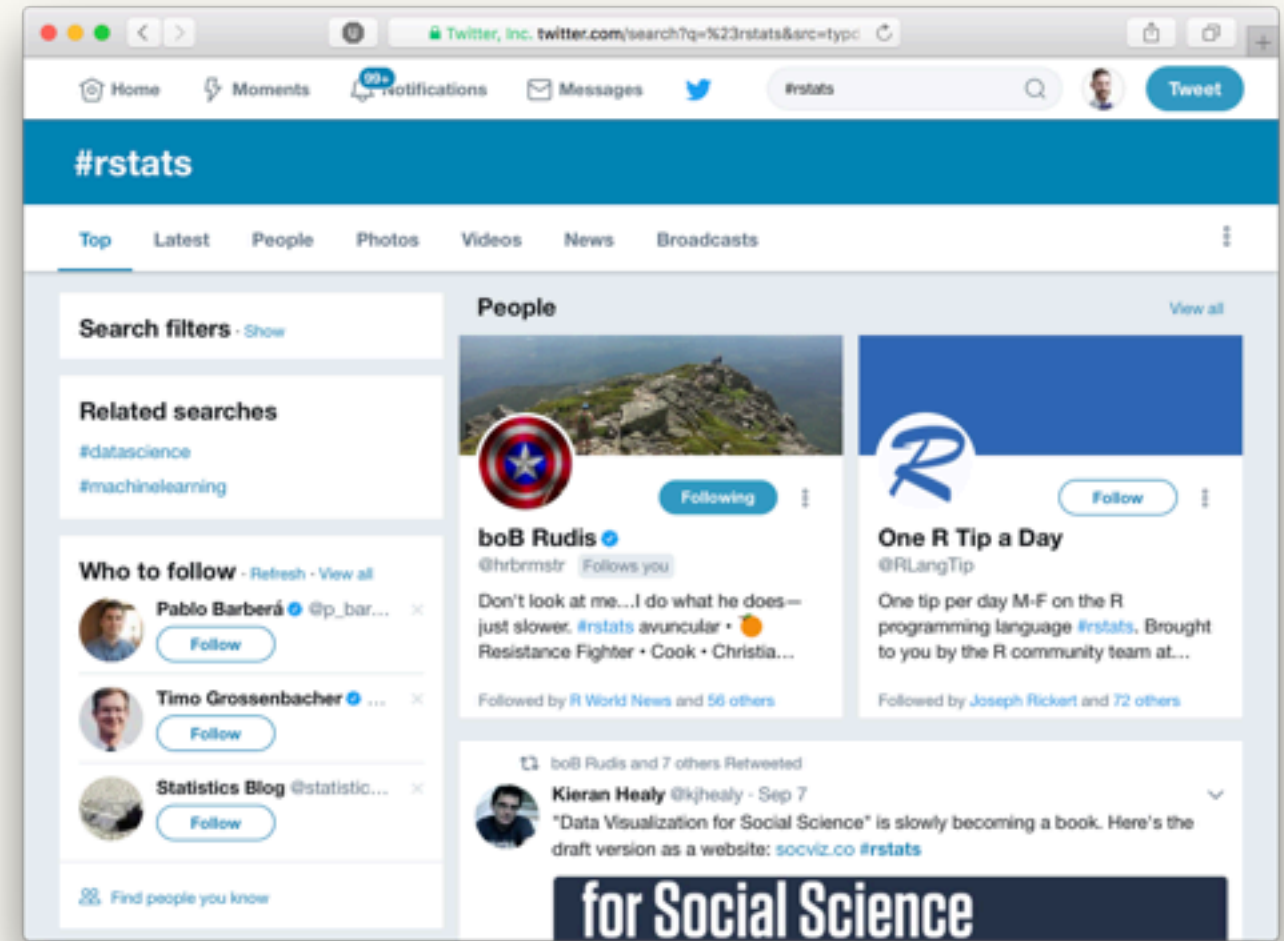 Twitter, Inc. twitter.com/search?q=%23rstats&src=typd
Home Moments 99+ Notifications Messages #rstats Tweet
#rstats
Top Latest People Photos Videos News Broadcasts
Search filters · Show
Related searches
#datascience
#machinelearning
Who to follow · Refresh · View all
Pablo Barberá @p_bar...
Follow
Timo Grossenbacher ...
Follow
Statistics Blog @statistic...
Follow
Find people you know
People View all
Following
boB Rudis
@hrbrmstr Follows you
Don't look at me...I do what he does—
just slower. #rstats avuncular • 🍊
Resistance Fighter • Cook • Christia...
Followed by R World News and 56 others
R
Follow
One R Tip a Day
@RLangTip
One tip per day M-F on the R
programming language #rstats. Brought
to you by the R community team at...
Followed by Joseph Rickert and 72 others
boB Rudis and 7 others Retweeted
Kieran Healy @kjhealy · Sep 7
"Data Visualization for Social Science" is slowly becoming a book. Here's the
draft version as a website: socviz.co #rstats
for Social Science